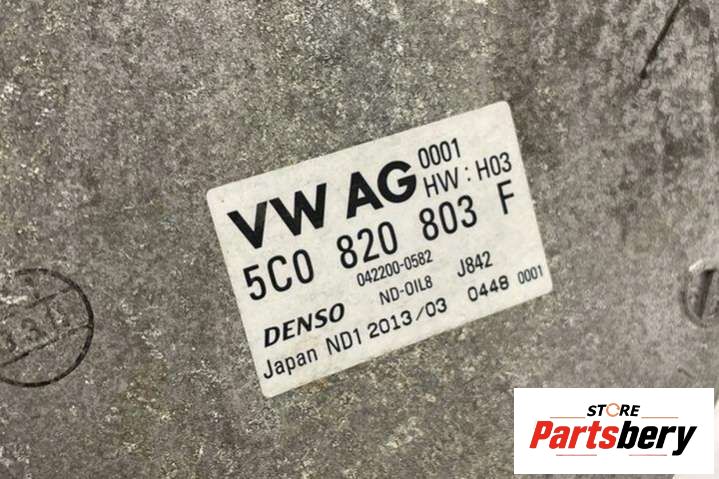 VW AG 0001
HW : H03
5C0 820 803 F
042200-0582
DENSO ND-OIL8 J842
Japan ND1 2013/03 0448 0001
STORE
Partsbery